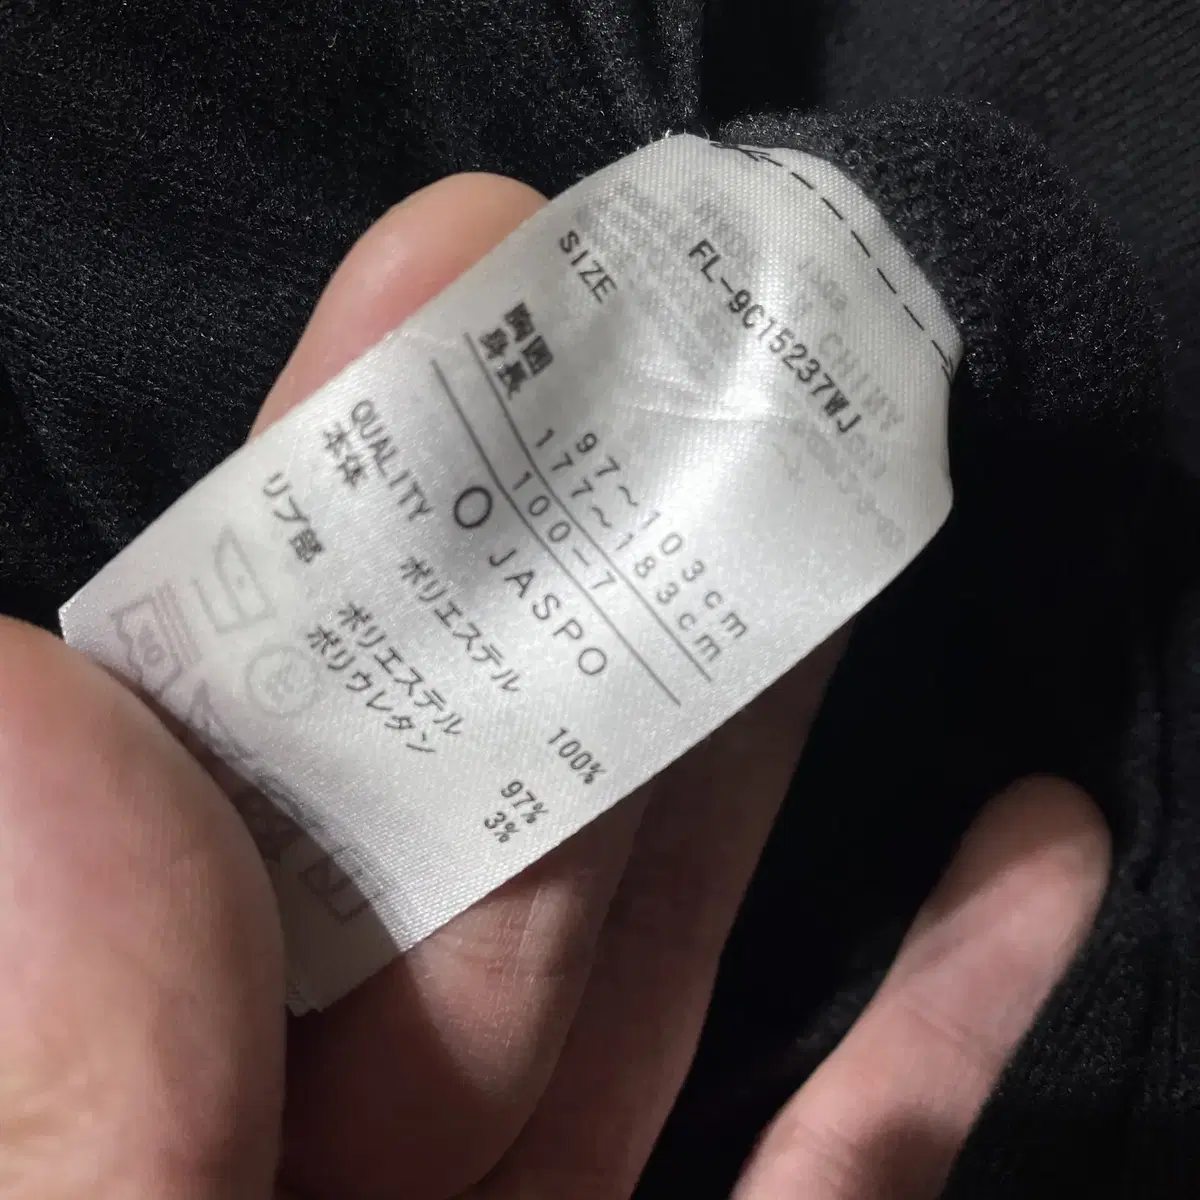 FL-9C15237WJ
SIZE
胸囲 97~103cm
身長 177~183cm
100-7
O JASPO
QUALITY
本体 ポリエステル 100%
リブ部 ポリエステル 97%
ポリウレタン 3%